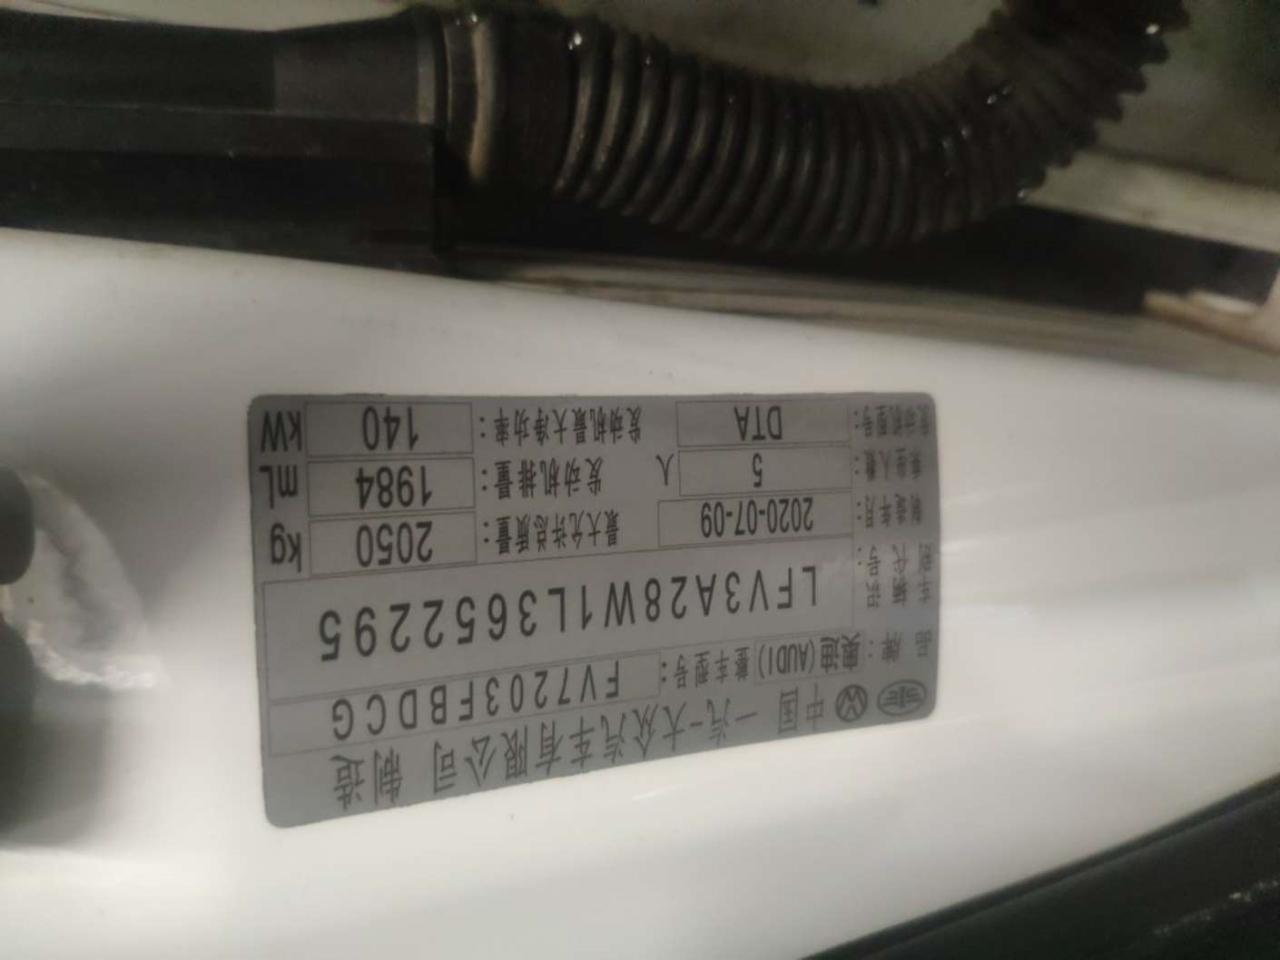 中国 一汽-大众汽车有限公司 制造
品 牌：奥迪(AUDI) 整车型号：FV7203FBDCG
车辆识别代号： LFV3A28W1L3652295
制造年月：2020-07-09 最大允许总质量：2050 kg
乘坐人数：5 人 发动机排量：1984 mL
发动机型号：DTA 发动机最大净功率：140 kW